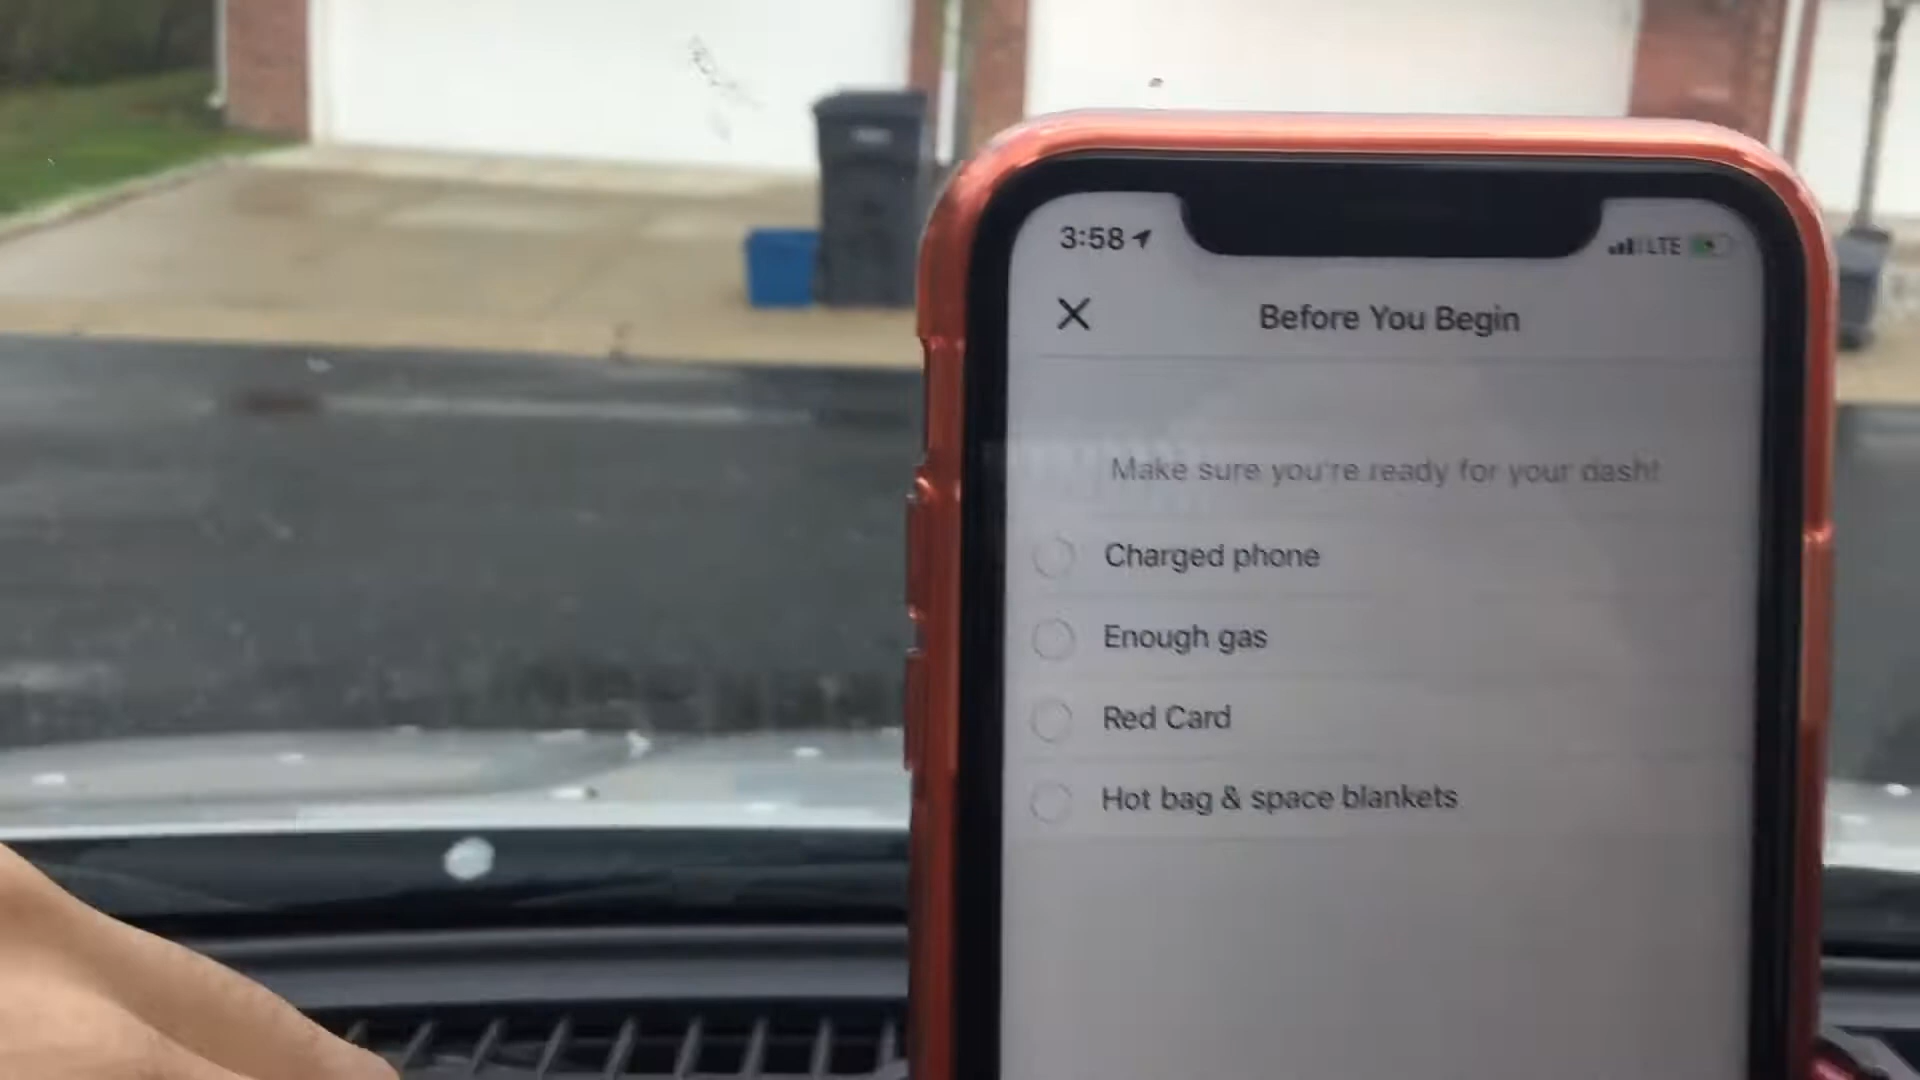 3:58
LTE
Before You Begin
Make sure you're ready for your dash!
Charged phone
Enough gas
Red Card
Hot bag & space blankets